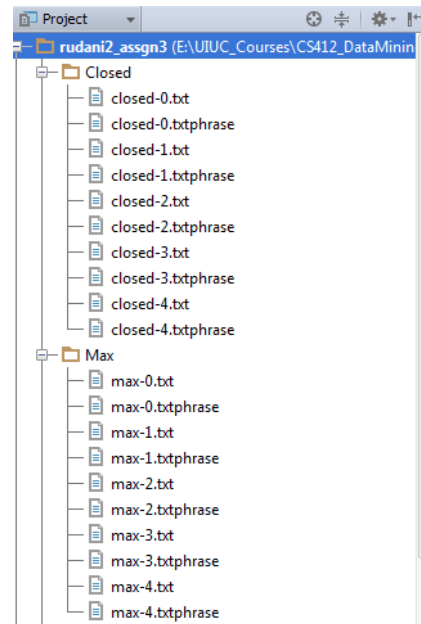 Project
rudani2_assgn3 (E:\UIUC_Courses\CS412_DataMinin
Closed
closed-0.txt
closed-0.txtphrase
closed-1.txt
closed-1.txtphrase
closed-2.txt
closed-2.txtphrase
closed-3.txt
closed-3.txtphrase
closed-4.txt
closed-4.txtphrase
Max
max-0.txt
max-0.txtphrase
max-1.txt
max-1.txtphrase
max-2.txt
max-2.txtphrase
max-3.txt
max-3.txtphrase
max-4.txt
max-4.txtphrase